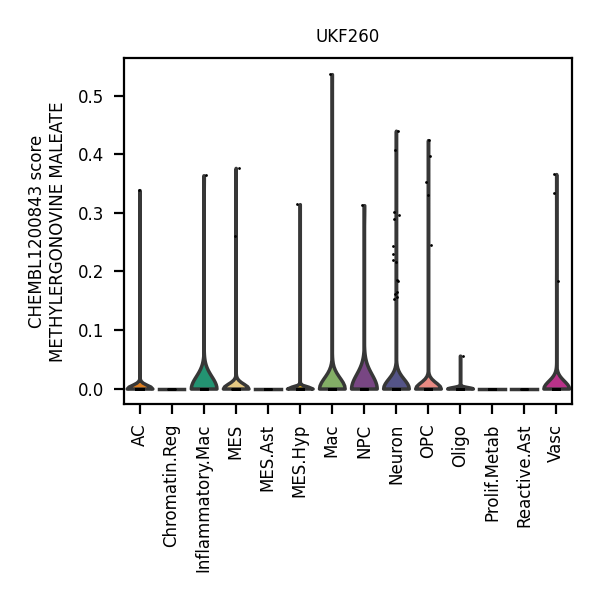 UKF260
CHEMBL1200843 score
METHYLERGONOVINE MALEATE
0.5
0.4
0.3
0.2
0.1
0.0
AC
Chromatin.Reg
Inflammatory.Mac
MES
MES.Ast
MES.Hyp
Mac
NPC
Neuron
OPC
Oligo
Prolif.Metab
Reactive.Ast
Vasc